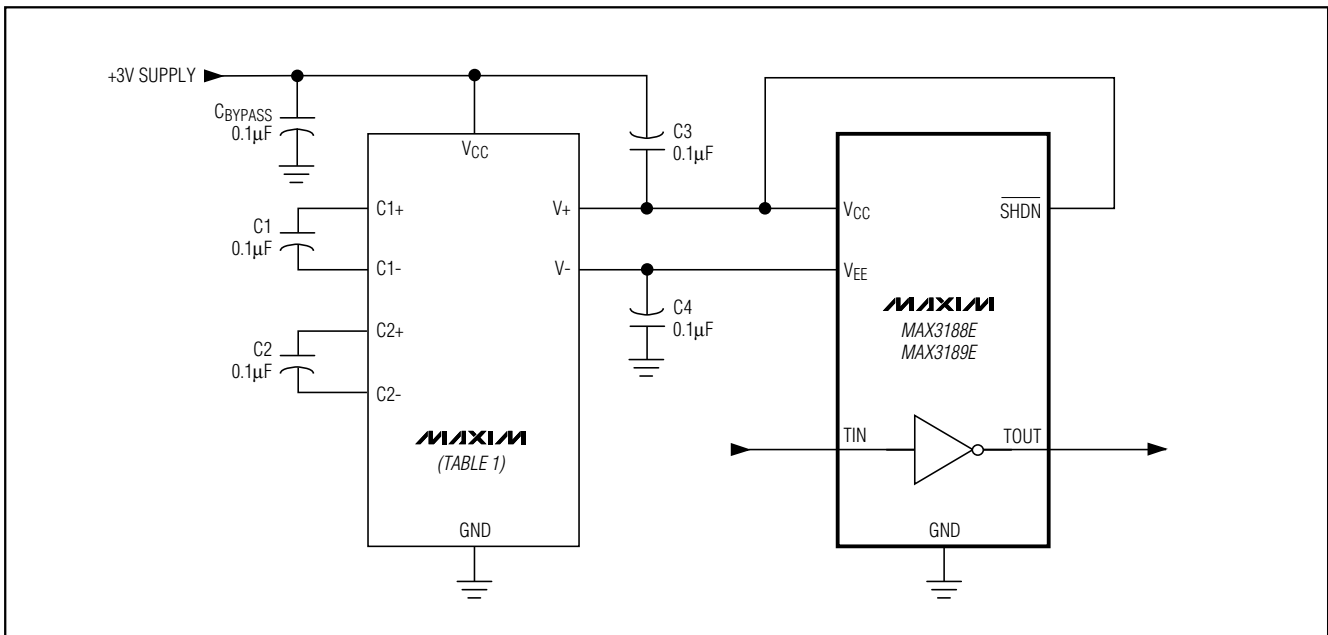 +3V SUPPLY
CBYPASS
0.1μF
C1
0.1μF
C2
0.1μF
VCC
C1+
C1-
C2+
C2-
V+
V-
MAXIM
(TABLE 1)
GND
C3
0.1μF
C4
0.1μF
VCC
SHDN
VEE
MAXIM
MAX3188E
MAX3189E
TIN
TOUT
GND